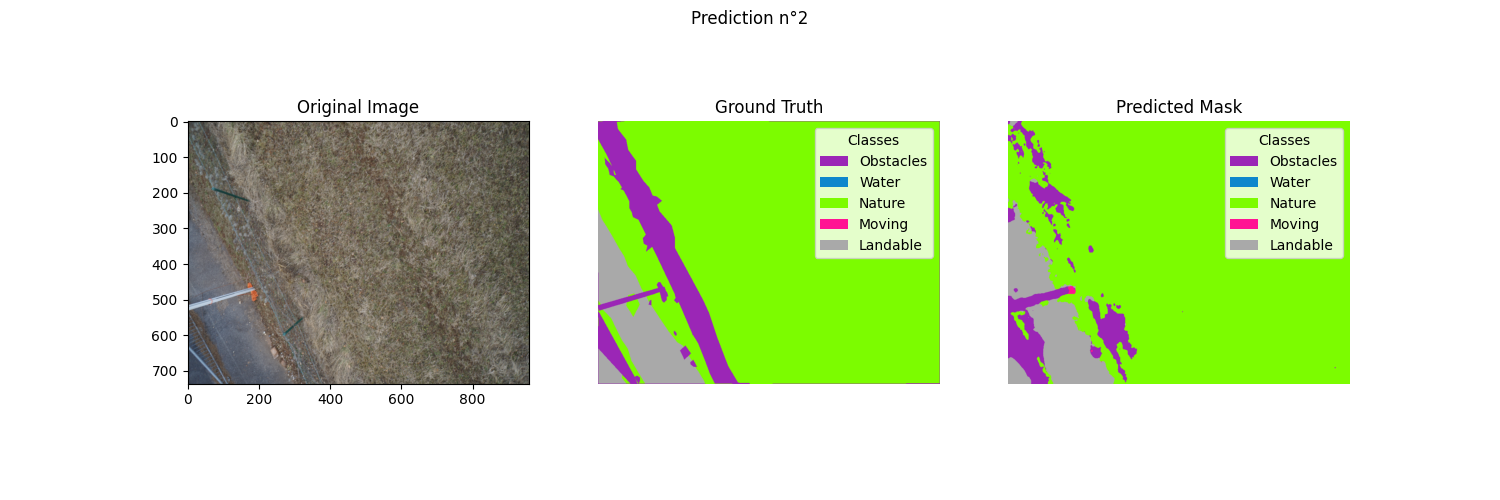 Prediction n°2
Original Image
0
100
200
300
400
500
600
700
0 200 400 600 800
Ground Truth
Classes
Obstacles
Water
Nature
Moving
Landable
Predicted Mask
Classes
Obstacles
Water
Nature
Moving
Landable